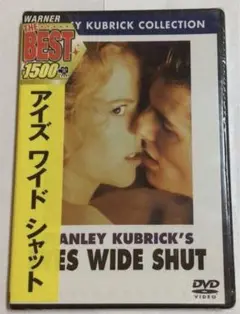 WARNER
THE
BEST
1500
EY KUBRICK COLLECTION
アイズ ワイド シャット
ANLEY KUBRICK'S
ES WIDE SHUT
DVD
VIDEO